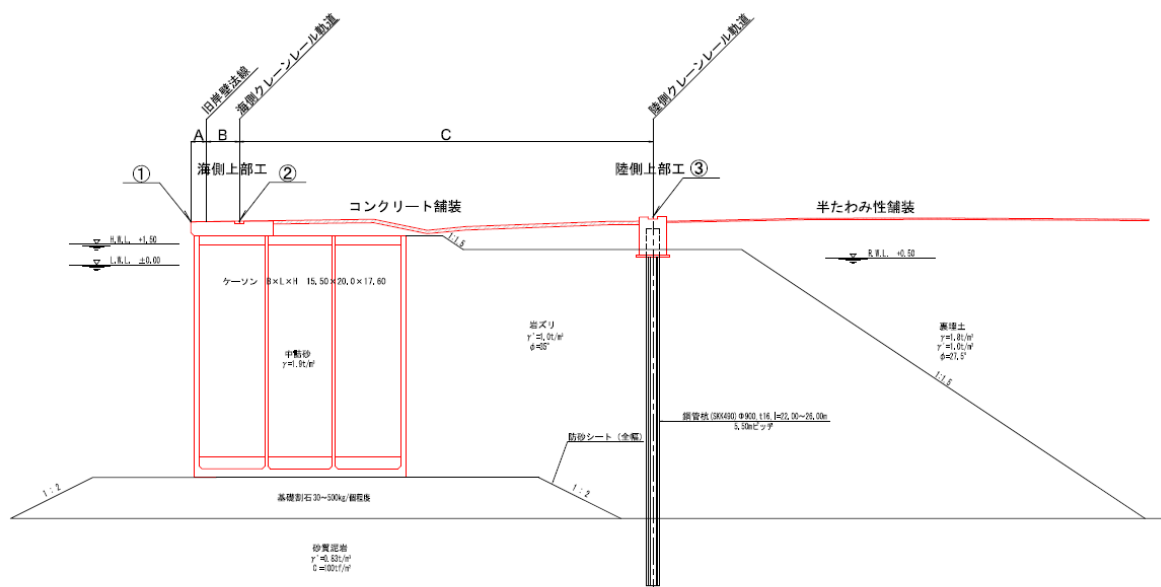 旧岸壁法線
海側クレーンレール軌道
陸側クレーンレール軌道
A
B
C
海側上部工
陸側上部工
①
②
③
コンクリート舗装
半たわみ性舗装
H.W.L. +1.50
L.W.L. ±0.00
R.W.L. +0.50
1:1.5
ケーソン B×L×H 15.50×20.0×17.60
岩ズリ
γ'=1.0t/m³
φ=35°
裏埋土
γ=1.8t/m³
γ'=1.0t/m³
φ=27.5°
中詰砂
γ=1.9t/m³
1:1.5
鋼管杭(SKK490)Φ900,t16,l=22.00～26.00m
5.50mピッチ
防砂シート（全幅）
1:2
基礎割石 30～500kg/個程度
1:2
砂質泥岩
γ'=0.63t/m³
C=100tf/m²